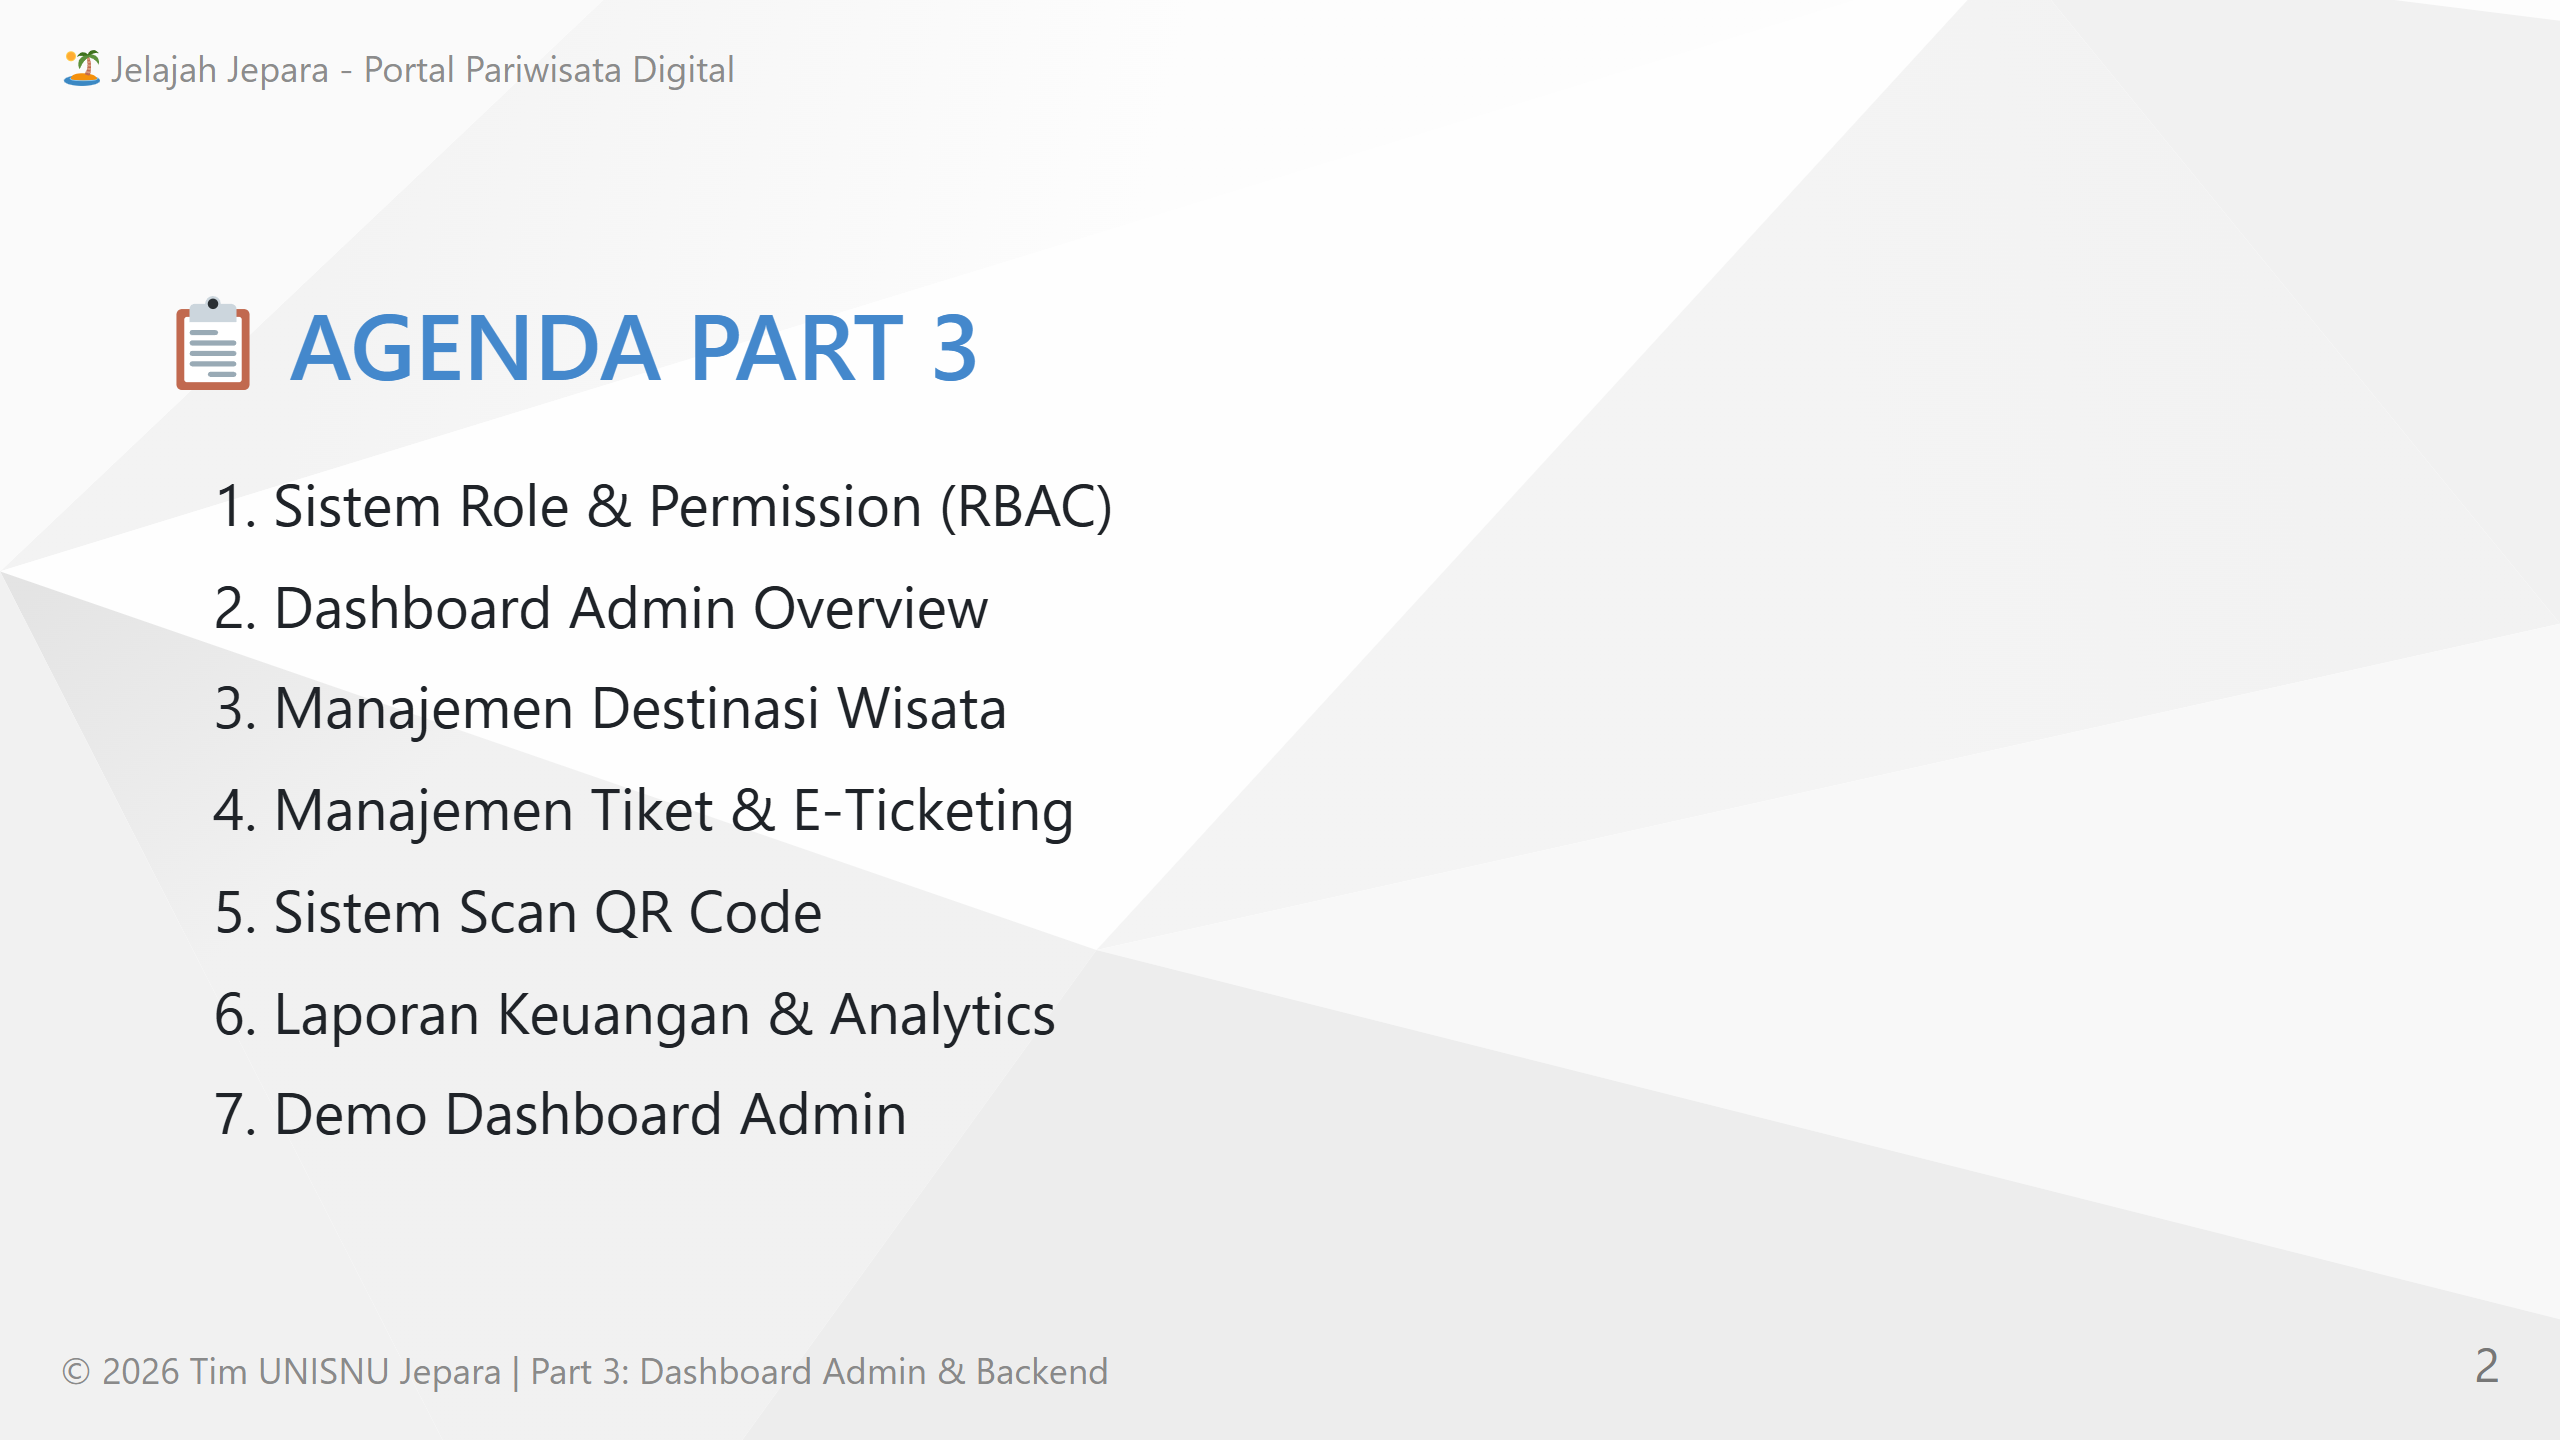 Jelajah Jepara - Portal Pariwisata Digital
AGENDA PART 3
1. Sistem Role & Permission (RBAC)
2. Dashboard Admin Overview
3. Manajemen Destinasi Wisata
4. Manajemen Tiket & E-Ticketing
5. Sistem Scan QR Code
6. Laporan Keuangan & Analytics
7. Demo Dashboard Admin
© 2026 Tim UNISNU Jepara | Part 3: Dashboard Admin & Backend
2